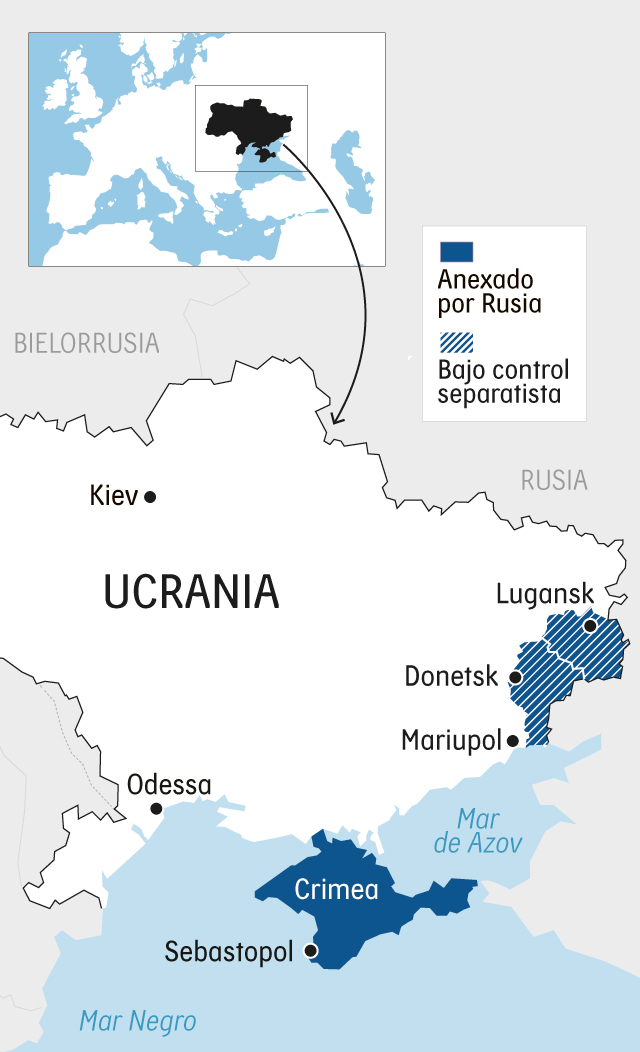 Anexado
por Rusia
Bajo control
separatista
BIELORRUSIA
RUSIA
Kiev
UCRANIA
Lugansk
Donetsk
Mariupol
Odessa
Mar
de Azov
Crimea
Sebastopol
Mar Negro